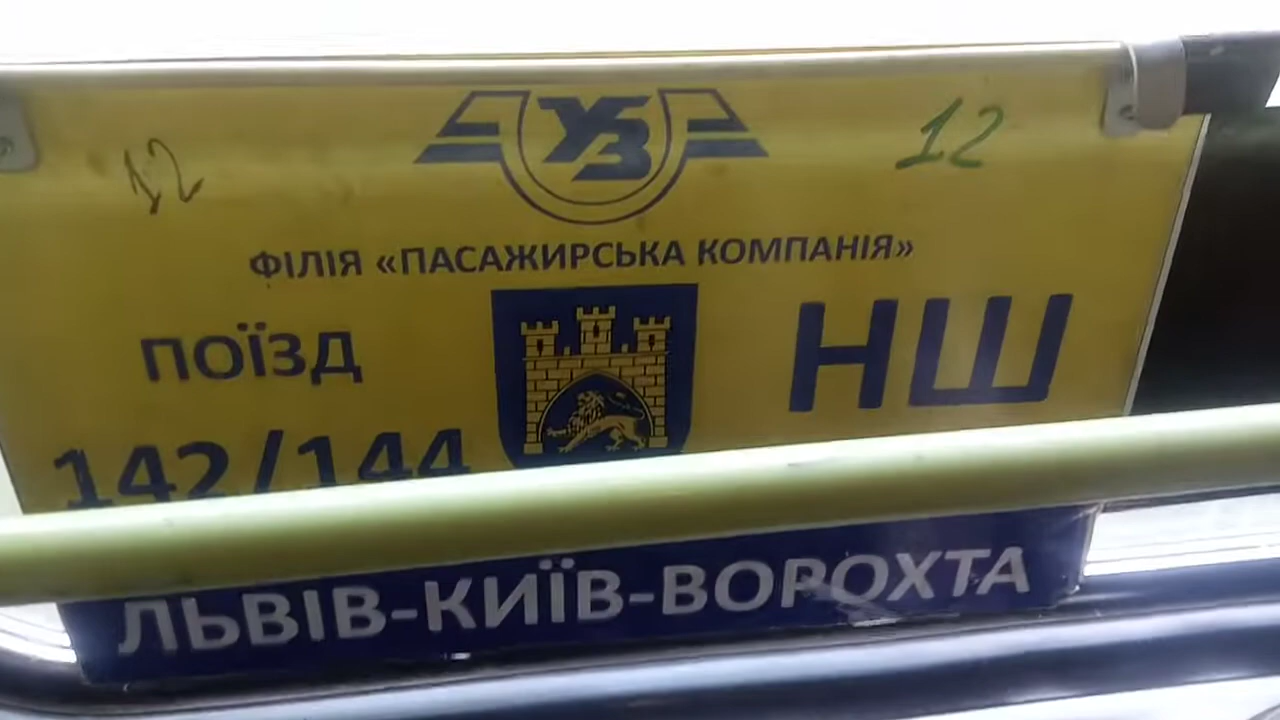 12 УЗ 12
ФІЛІЯ «ПАСАЖИРСЬКА КОМПАНІЯ»
ПОЇЗД НШ
142/144
ЛЬВІВ-КИЇВ-ВОРОХТА